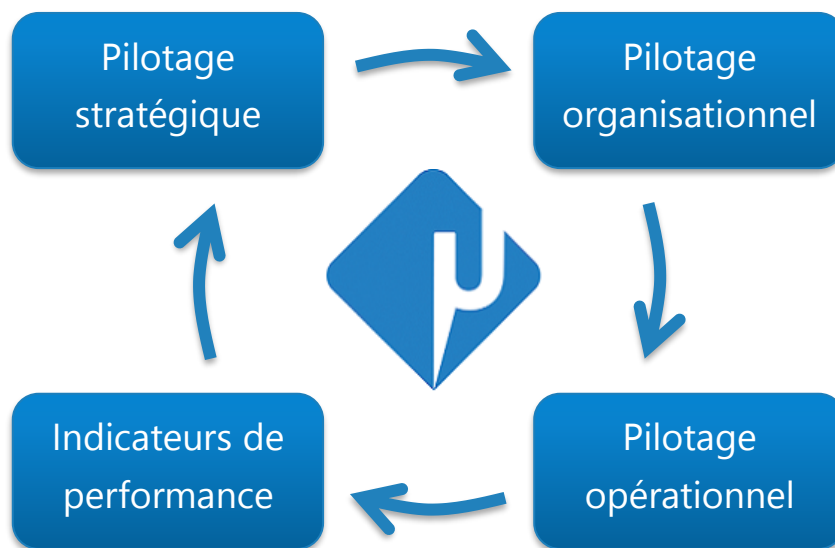 Pilotage
stratégique
Pilotage
organisationnel
Indicateurs de
performance
Pilotage
opérationnel